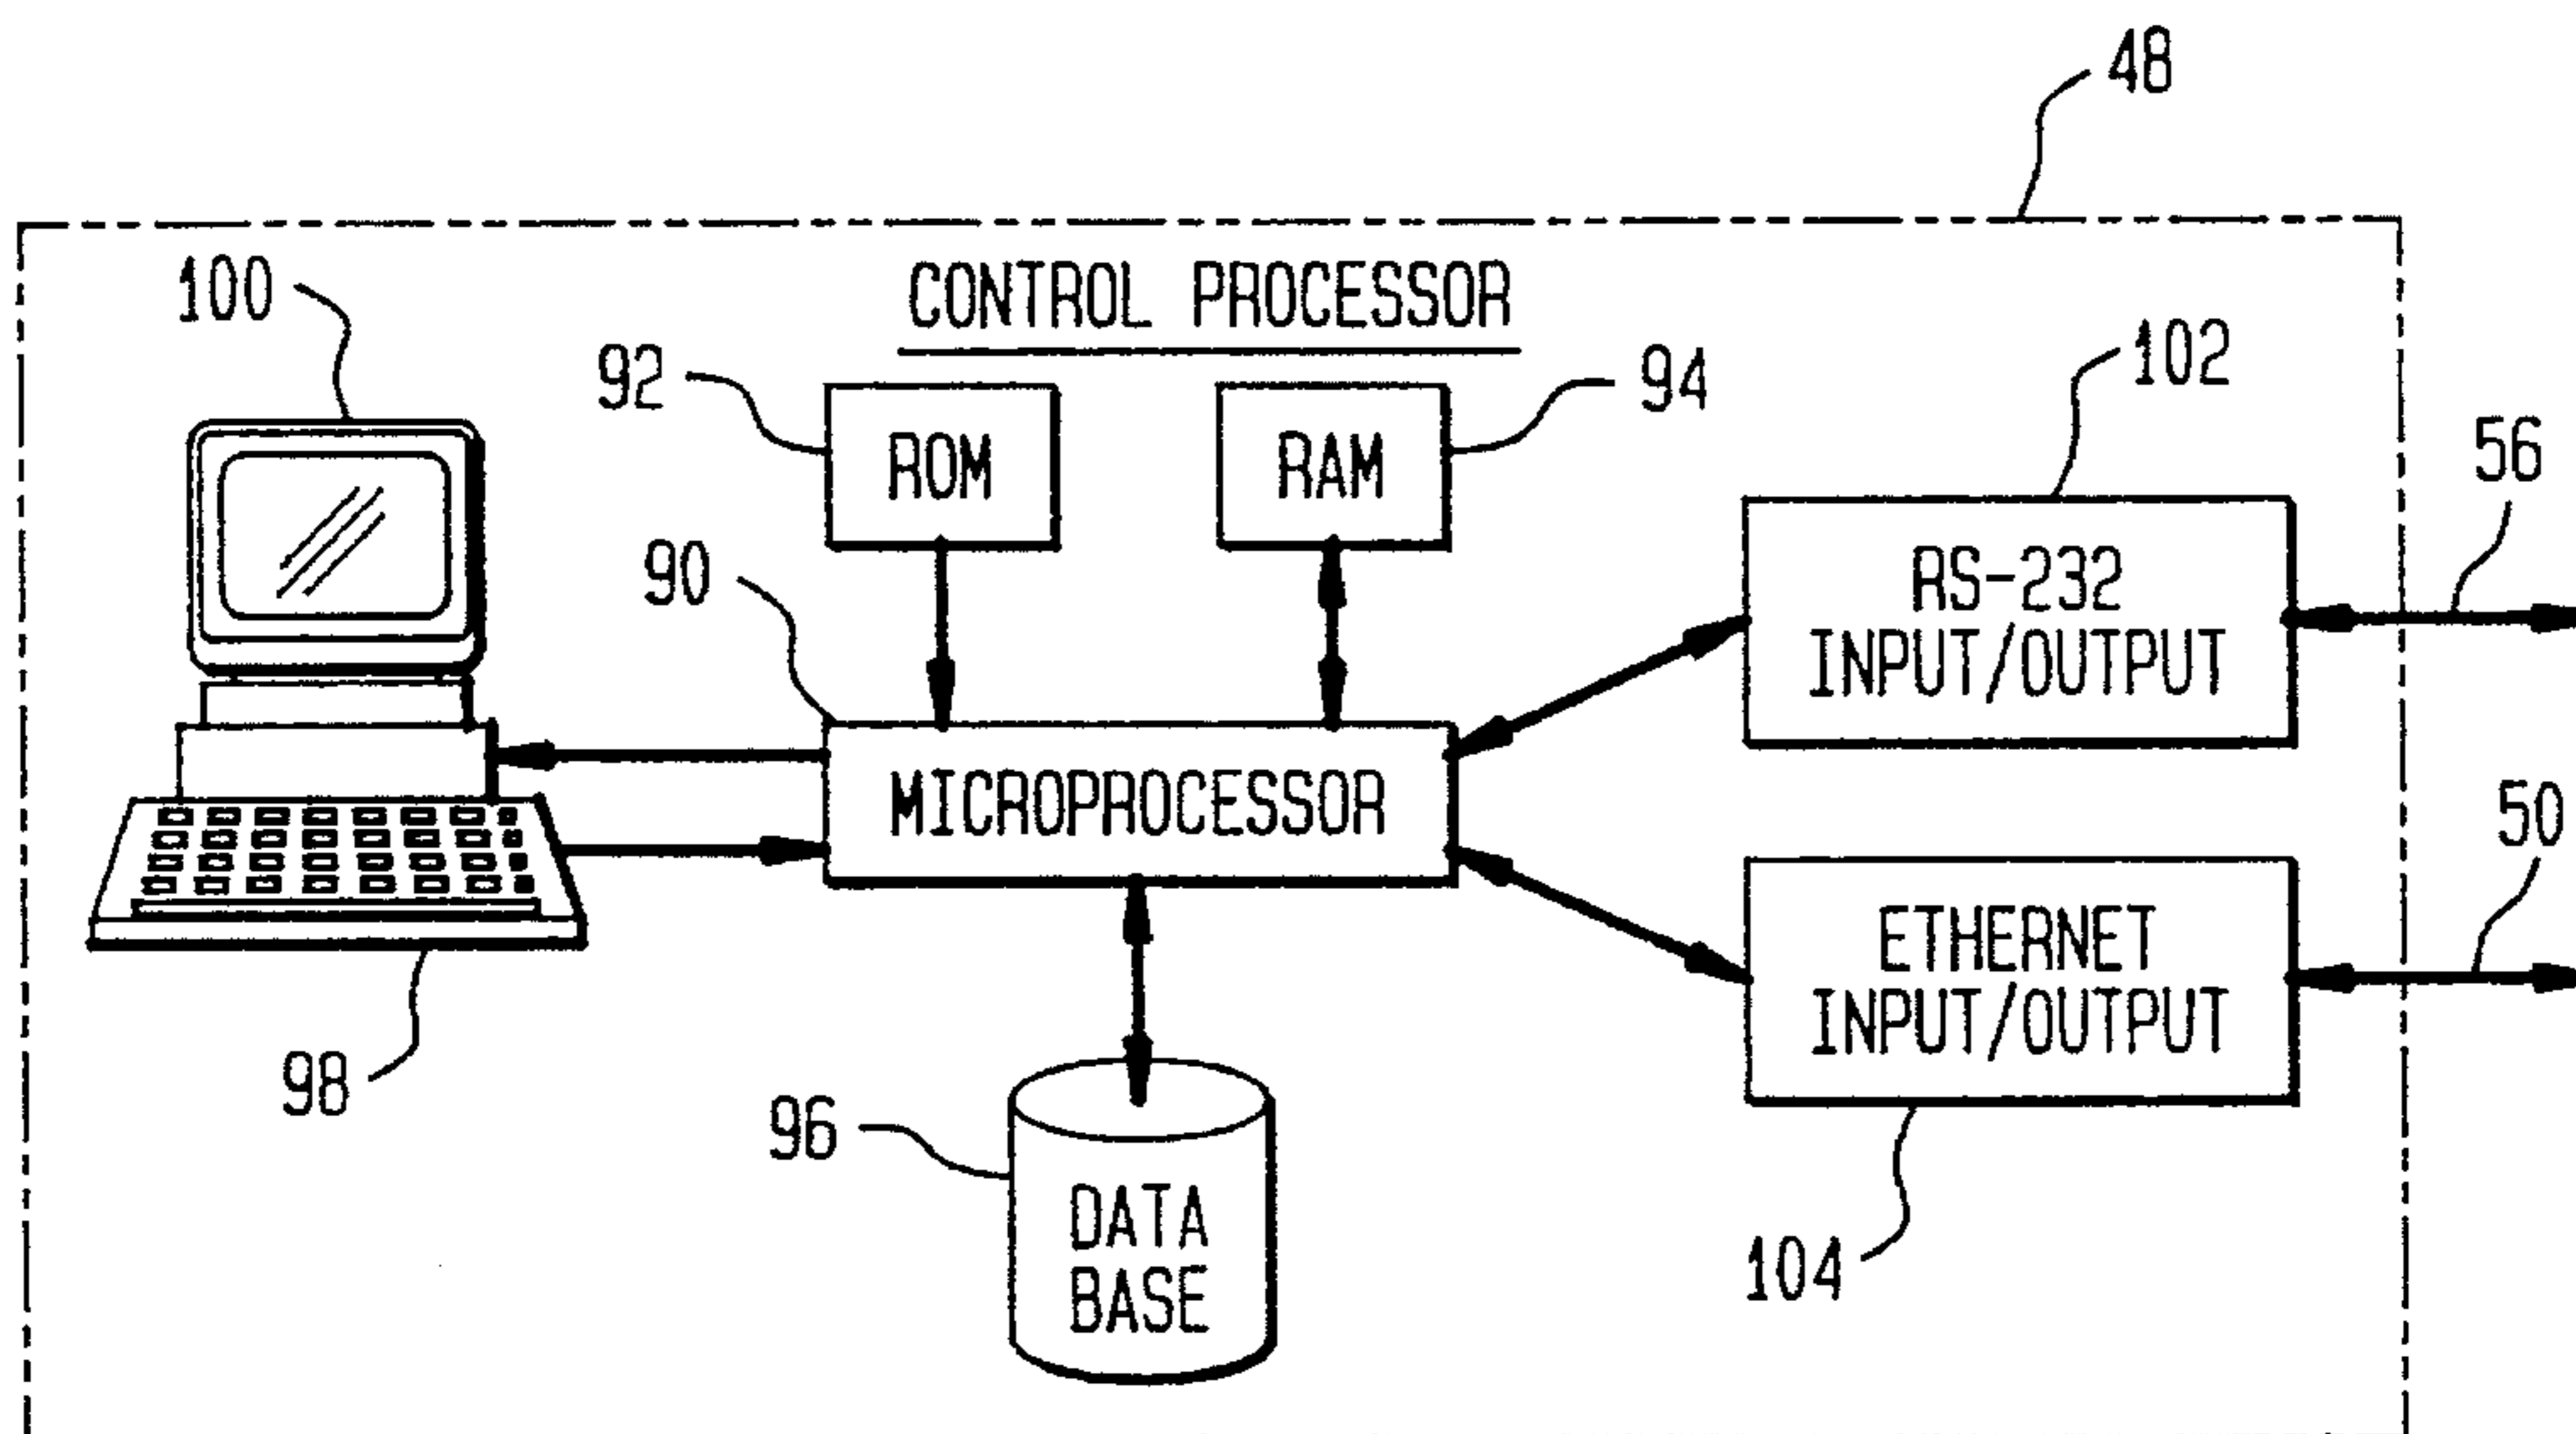 48
100
CONTROL PROCESSOR
92
94
102
56
ROM
RAM
90
RS-232
INPUT/OUTPUT
MICROPROCESSOR
50
ETHERNET
INPUT/OUTPUT
98
96
DATA
BASE
104